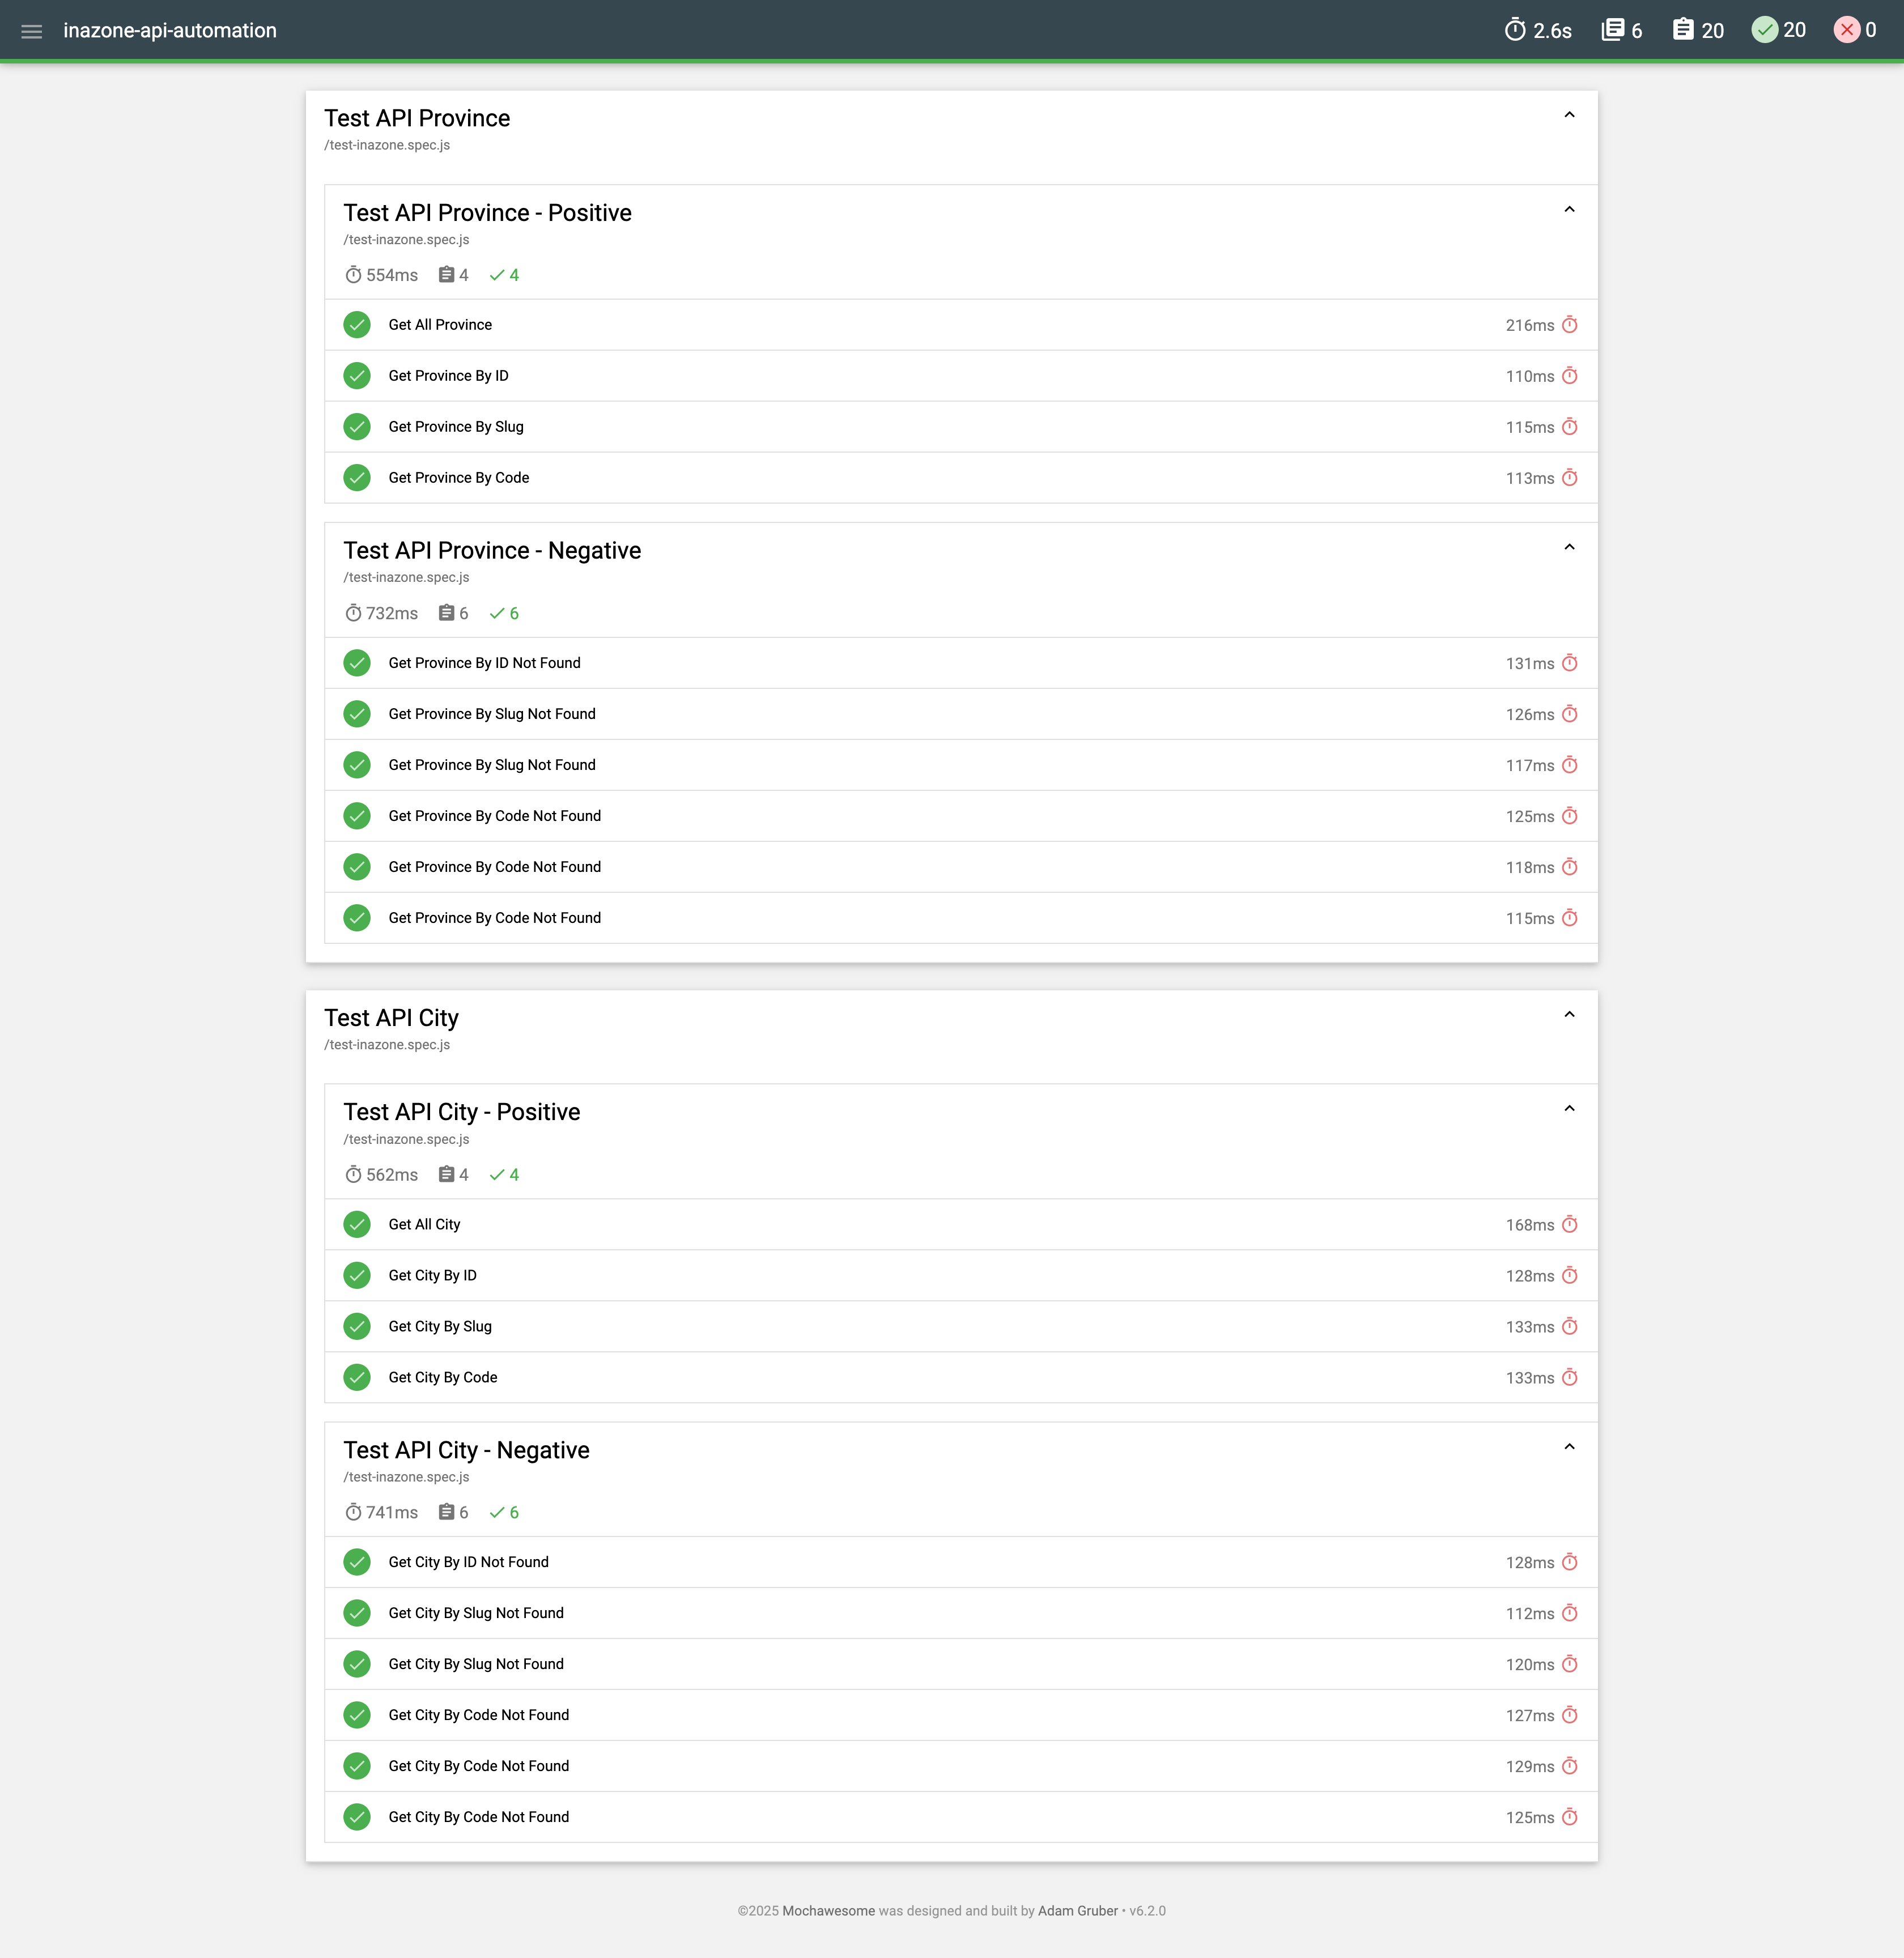 inazone-api-automation 2.6s 6 20 20 0
Test API Province
/test-inazone.spec.js
Test API Province - Positive
/test-inazone.spec.js
554ms 4 4
Get All Province 216ms
Get Province By ID 110ms
Get Province By Slug 115ms
Get Province By Code 113ms
Test API Province - Negative
/test-inazone.spec.js
732ms 6 6
Get Province By ID Not Found 131ms
Get Province By Slug Not Found 126ms
Get Province By Slug Not Found 117ms
Get Province By Code Not Found 125ms
Get Province By Code Not Found 118ms
Get Province By Code Not Found 115ms
Test API City
/test-inazone.spec.js
Test API City - Positive
/test-inazone.spec.js
562ms 4 4
Get All City 168ms
Get City By ID 128ms
Get City By Slug 133ms
Get City By Code 133ms
Test API City - Negative
/test-inazone.spec.js
741ms 6 6
Get City By ID Not Found 128ms
Get City By Slug Not Found 112ms
Get City By Slug Not Found 120ms
Get City By Code Not Found 127ms
Get City By Code Not Found 129ms
Get City By Code Not Found 125ms
©2025 Mochawesome was designed and built by Adam Gruber • v6.2.0